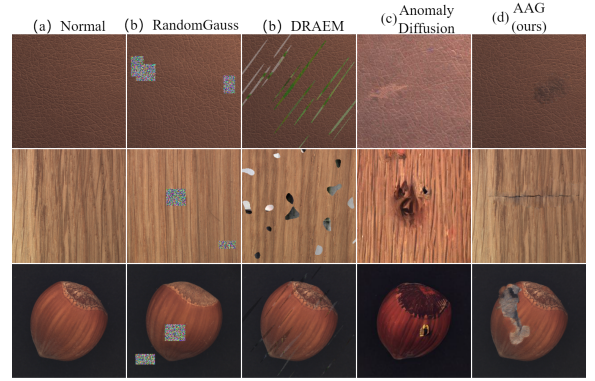 (a) Normal
(b) RandomGauss
(b) DRAEM
(c) Anomaly
Diffusion
(d) AAG
(ours)